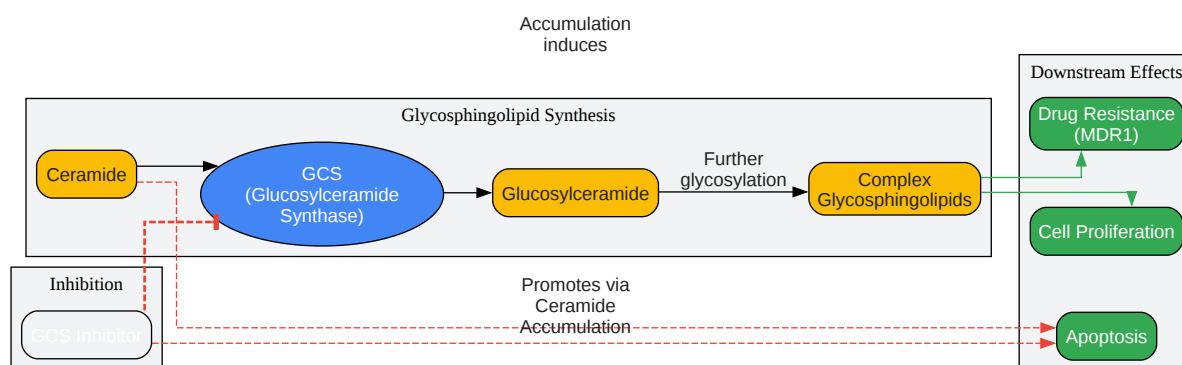 Accumulation
induces
Downstream Effects
Glycosphingolipid Synthesis
Drug Resistance
(MDR1)
Ceramide
GCS
(Glucosylceramide
Synthase)
Glucosylceramide
Further
glycosylation
Complex
Glycosphingolipids
Cell Proliferation
Inhibition
GCS Inhibitor
Promotes via
Ceramide
Accumulation
Apoptosis